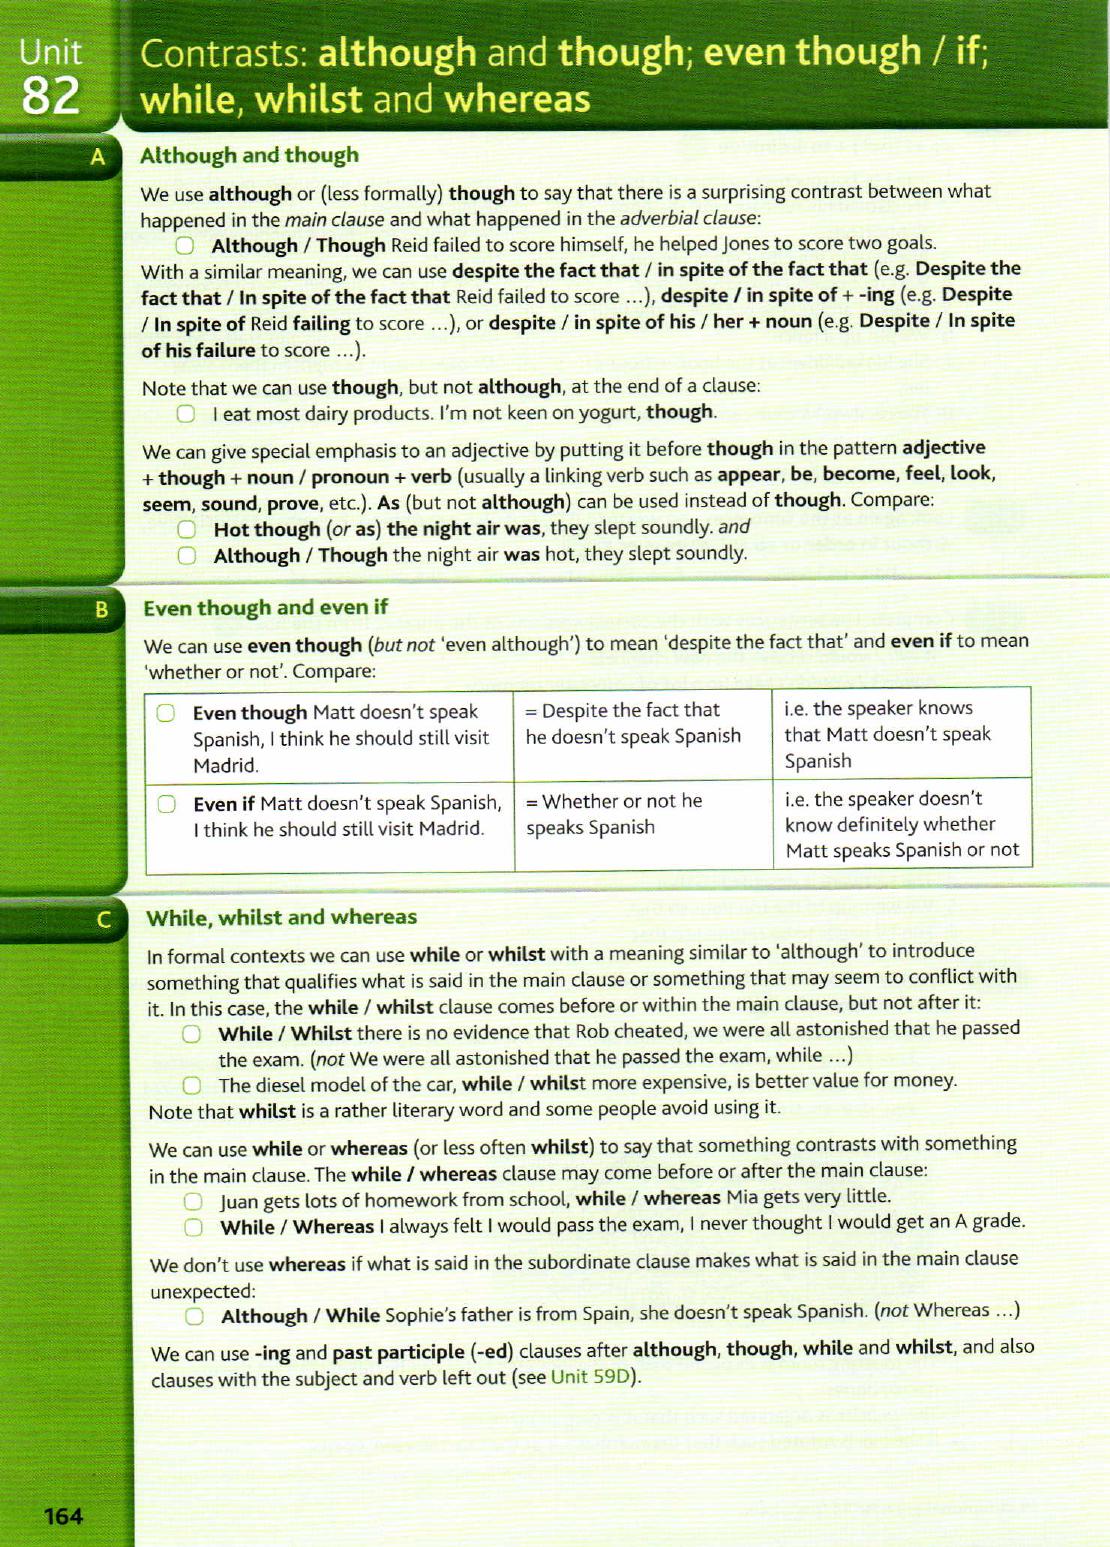 Unit
82
Contrasts: although and though; even though / if;
while, whilst and whereas
A
Although and though
We use although or (less formally) though to say that there is a surprising contrast between what
happened in the main clause and what happened in the adverbial clause:
Although / Though Reid failed to score himself, he helped Jones to score two goals.
With a similar meaning, we can use despite the fact that / in spite of the fact that (e.g. Despite the
fact that / In spite of the fact that Reid failed to score ...), despite / in spite of + -ing (e.g. Despite
/ In spite of Reid failing to score ...), or despite / in spite of his / her + noun (e.g. Despite / In spite
of his failure to score ...).
Note that we can use though, but not although, at the end of a clause:
I eat most dairy products. I'm not keen on yogurt, though.
We can give special emphasis to an adjective by putting it before though in the pattern adjective
+ though + noun / pronoun + verb (usually a linking verb such as appear, be, become, feel, look,
seem, sound, prove, etc.). As (but not although) can be used instead of though. Compare:
Hot though (or as) the night air was, they slept soundly. and
Although / Though the night air was hot, they slept soundly.
B
Even though and even if
We can use even though (but not 'even although') to mean 'despite the fact that' and even if to mean
'whether or not'. Compare:
Even though Matt doesn't speak
Spanish, I think he should still visit
Madrid.
= Despite the fact that
he doesn't speak Spanish
i.e. the speaker knows
that Matt doesn't speak
Spanish
Even if Matt doesn't speak Spanish,
I think he should still visit Madrid.
= Whether or not he
speaks Spanish
i.e. the speaker doesn't
know definitely whether
Matt speaks Spanish or not
C
While, whilst and whereas
In formal contexts we can use while or whilst with a meaning similar to 'although' to introduce
something that qualifies what is said in the main clause or something that may seem to conflict with
it. In this case, the while / whilst clause comes before or within the main clause, but not after it:
While / Whilst there is no evidence that Rob cheated, we were all astonished that he passed
the exam. (not We were all astonished that he passed the exam, while ...)
The diesel model of the car, while / whilst more expensive, is better value for money.
Note that whilst is a rather literary word and some people avoid using it.
We can use while or whereas (or less often whilst) to say that something contrasts with something
in the main clause. The while / whereas clause may come before or after the main clause:
Juan gets lots of homework from school, while / whereas Mia gets very little.
While / Whereas I always felt I would pass the exam, I never thought I would get an A grade.
We don't use whereas if what is said in the subordinate clause makes what is said in the main clause
unexpected:
Although / While Sophie's father is from Spain, she doesn't speak Spanish. (not Whereas ...)
We can use -ing and past participle (-ed) clauses after although, though, while and whilst, and also
clauses with the subject and verb left out (see Unit 59D).
164